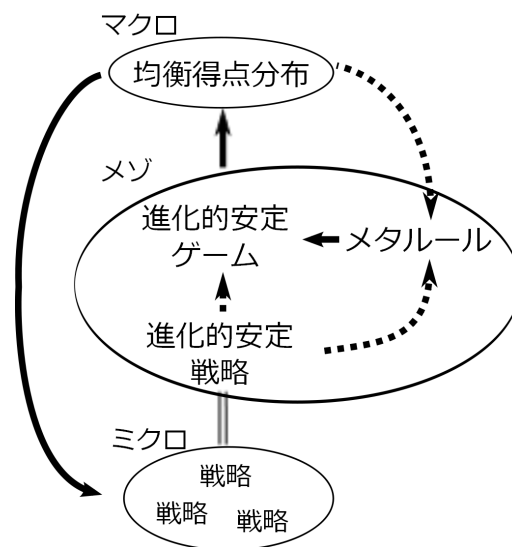 マクロ
均衡得点分布
メゾ
進化的安定
ゲーム
メタルール
進化的安定
戦略
ミクロ
戦略
戦略
戦略